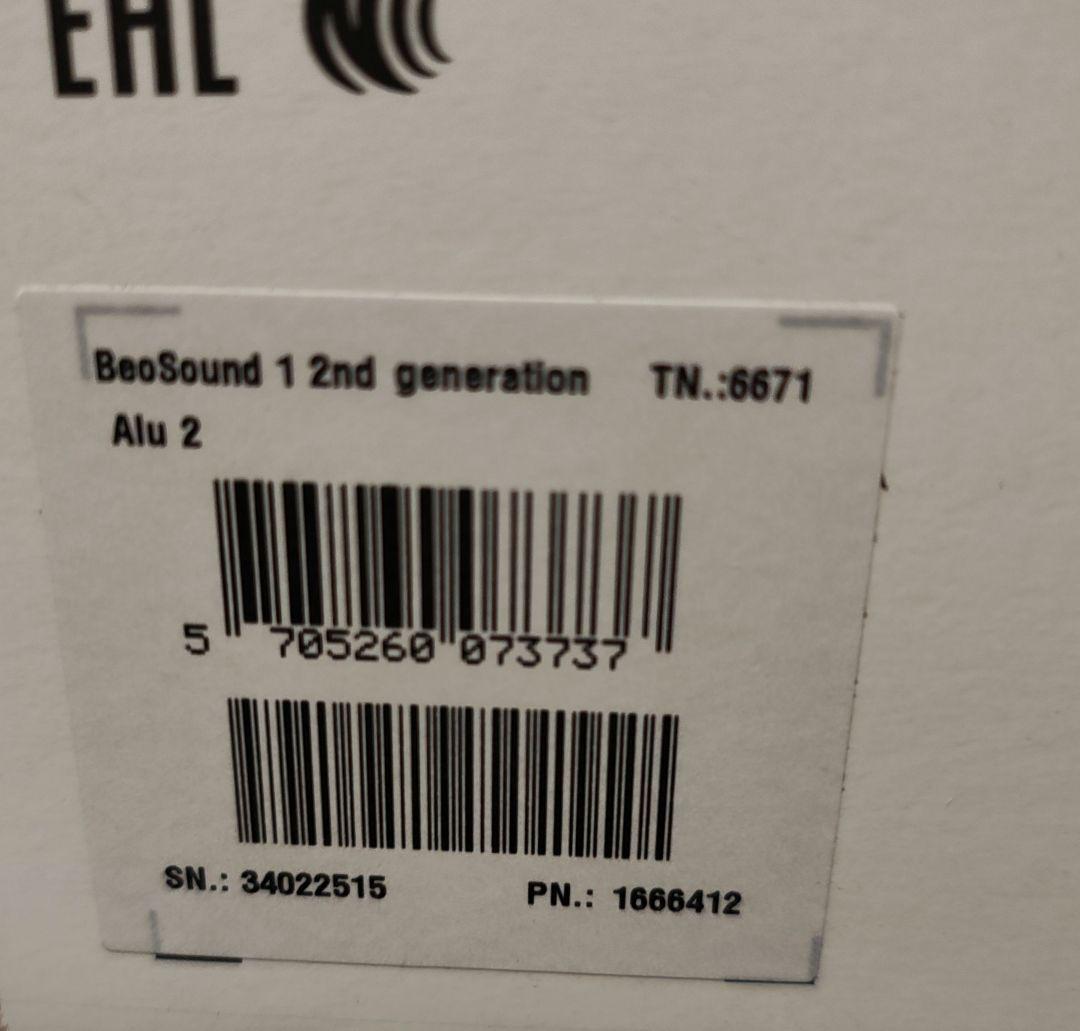 EAC
BeoSound 1 2nd generation TN.:6671
Alu 2
5 705260 073737
SN.: 34022515 PN.: 1666412